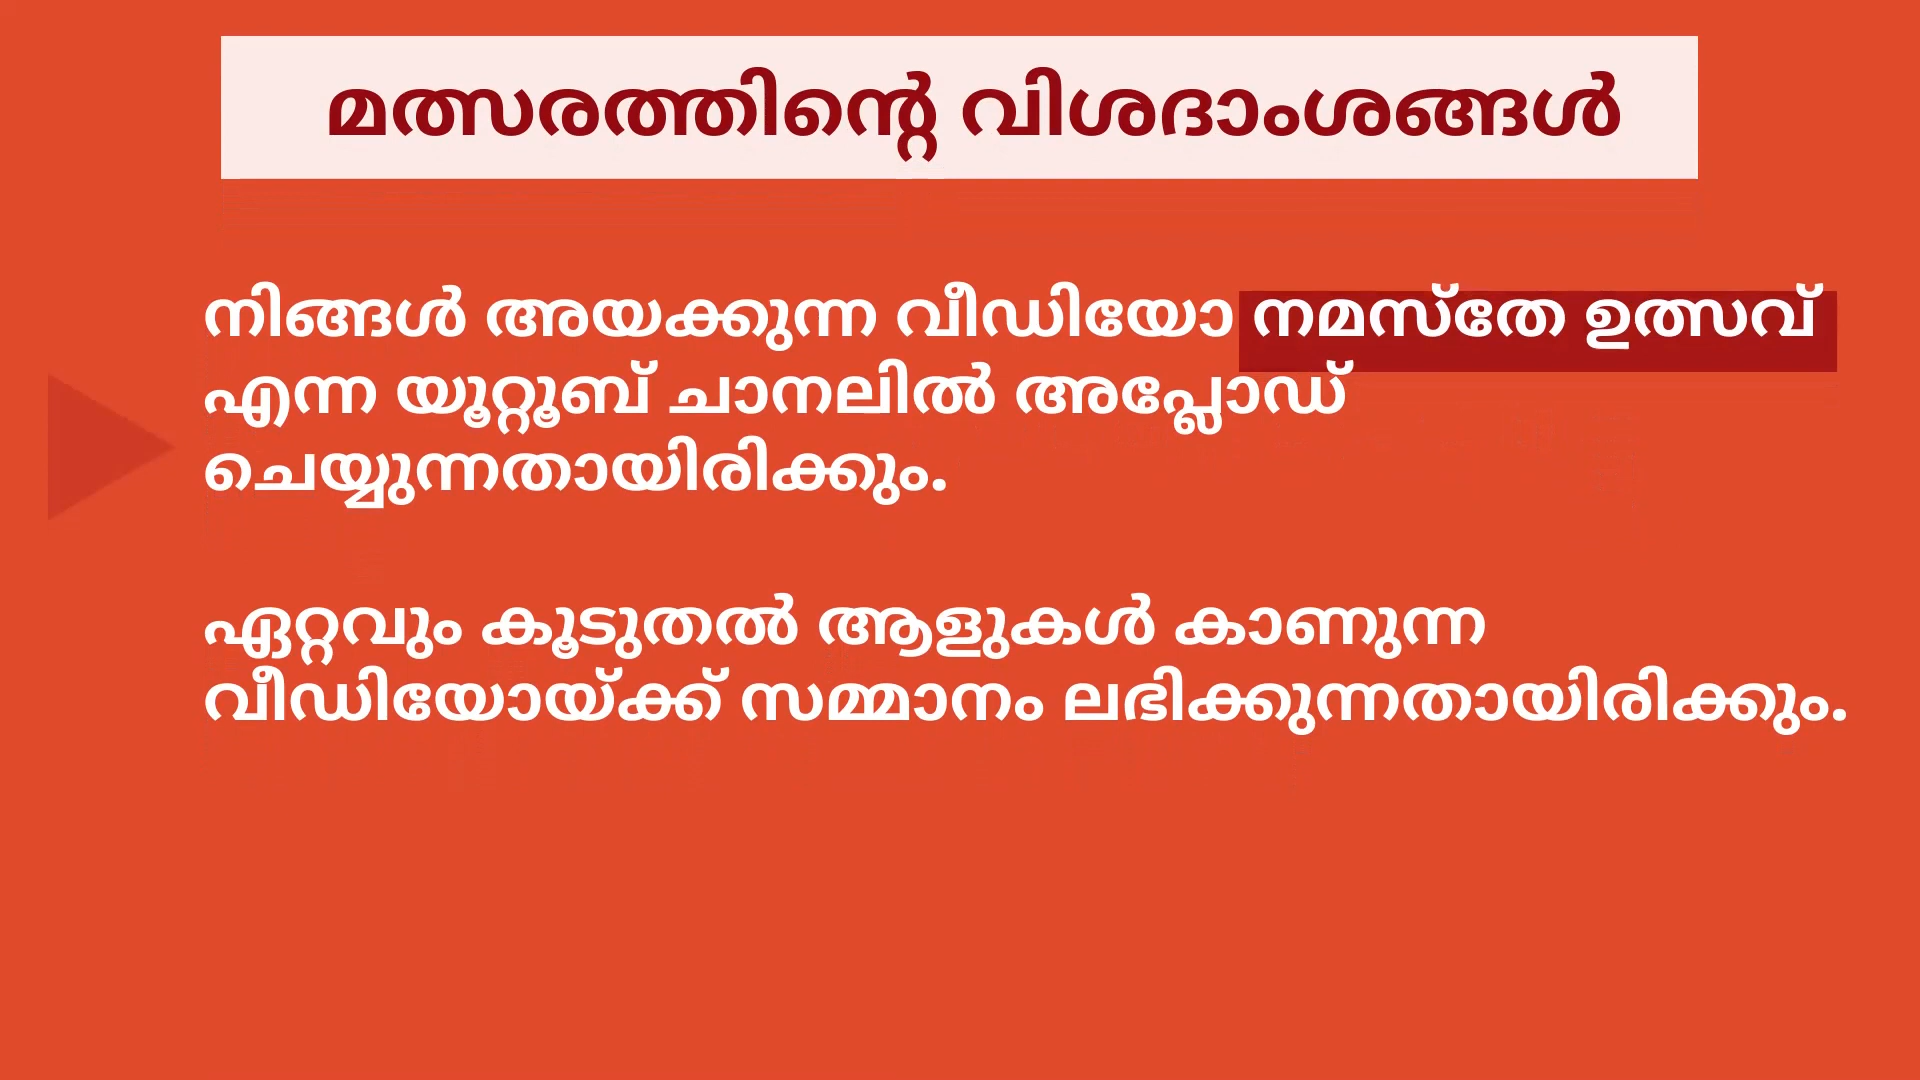 മത്സരത്തിന്റെ വിശദാംശങ്ങൾ
നിങ്ങൾ അയക്കുന്ന വീഡിയോ നമസ്തേ ഉത്സവ്
എന്ന യൂറ്റൂബ് ചാനലിൽ അപ്ലോഡ്
ചെയ്യുന്നതായിരിക്കും.
ഏറ്റവും കൂടുതൽ ആളുകൾ കാണുന്ന
വീഡിയോയ്ക്ക് സമ്മാനം ലഭിക്കുന്നതായിരിക്കും.